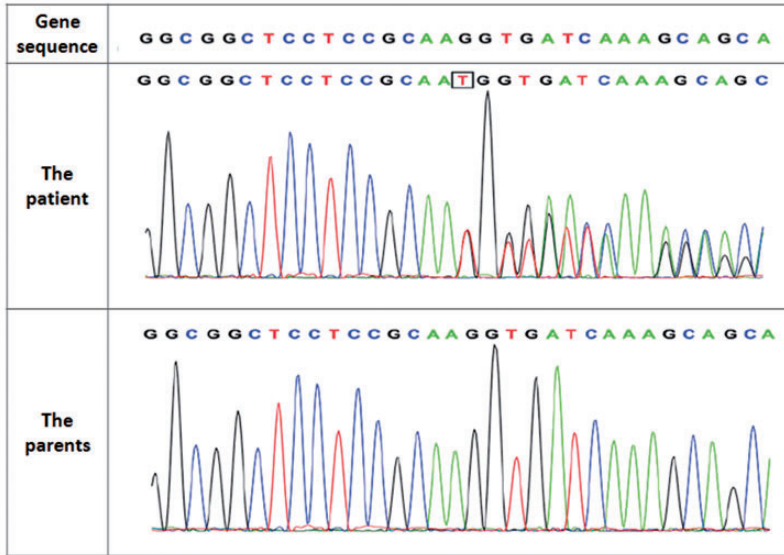 Gene
sequence
GGCGGCTCCTCCGCAAGGTGATCAAAGCAGCA
GGCGGCTCCTCCGCAATGGTGATCAAAGCAGC
The
patient
GGCGGCTCCTCCGCAAGGTGATCAAAGCAGCA
The
parents